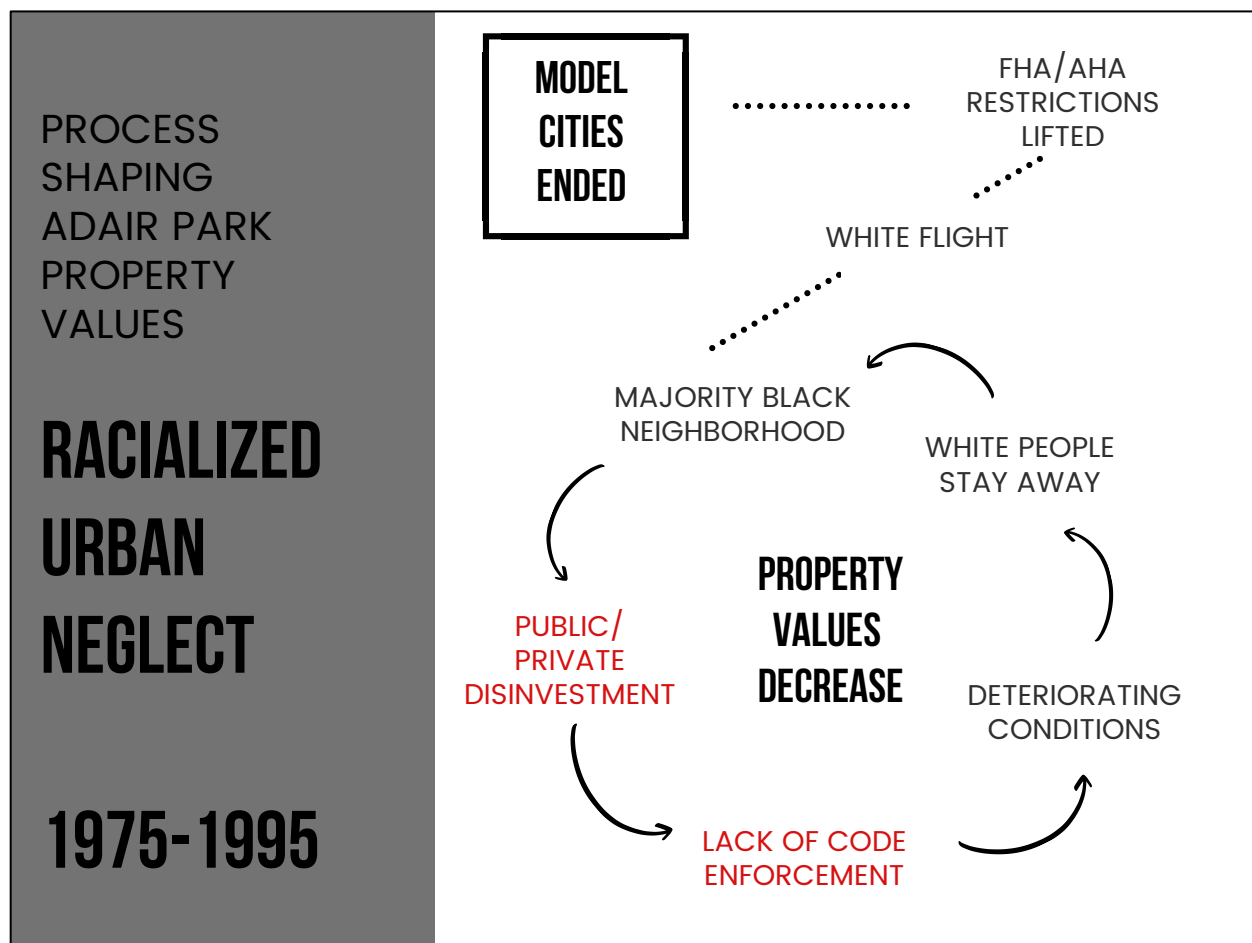 PROCESS
SHAPING
ADAIR PARK
PROPERTY
VALUES
RACIALIZED
URBAN
NEGLECT
1975-1995
MODEL
CITIES
ENDED
FHA/AHA
RESTRICTIONS
LIFTED
WHITE FLIGHT
MAJORITY BLACK
NEIGHBORHOOD
WHITE PEOPLE
STAY AWAY
PUBLIC/
PRIVATE
DISINVESTMENT
PROPERTY
VALUES
DECREASE
DETERIORATING
CONDITIONS
LACK OF CODE
ENFORCEMENT